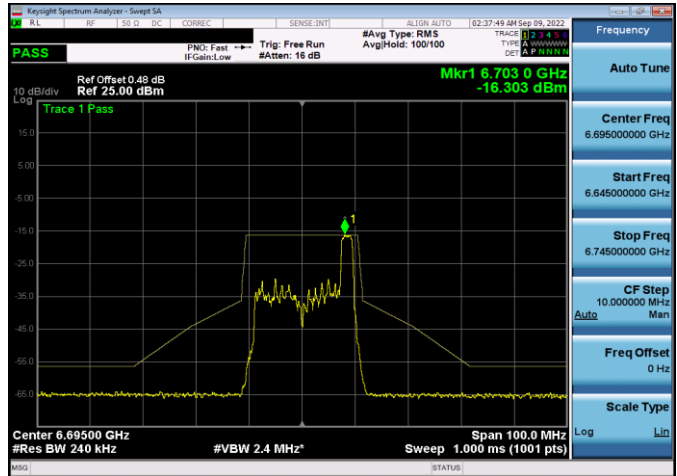 Keysight Spectrum Analyzer - Swept SA
RL RF 50 Ω DC CORREC SENSE:INT ALIGN AUTO 02:37:49 AM Sep 09, 2022
PASS
PNO: Fast
IFGain:Low
Trig: Free Run
#Atten: 16 dB
#Avg Type: RMS
Avg|Hold: 100/100
TRACE 1 2 3 4 5 6
TYPE A WWWWW
DET A P N N N N
Ref Offset 0.48 dB
10 dB/div Ref 25.00 dBm
Log
Mkr1 6.703 0 GHz
-16.303 dBm
Trace 1 Pass
15.0
5.00
-5.00
-15.0
-25.0
-35.0
-45.0
-55.0
-65.0
1
Center 6.69500 GHz Span 100.0 MHz
#Res BW 240 kHz #VBW 2.4 MHz* Sweep 1.000 ms (1001 pts)
MSG STATUS
Frequency
Auto Tune
Center Freq
6.695000000 GHz
Start Freq
6.645000000 GHz
Stop Freq
6.745000000 GHz
CF Step
10.000000 MHz
Auto Man
Freq Offset
0 Hz
Scale Type
Log Lin